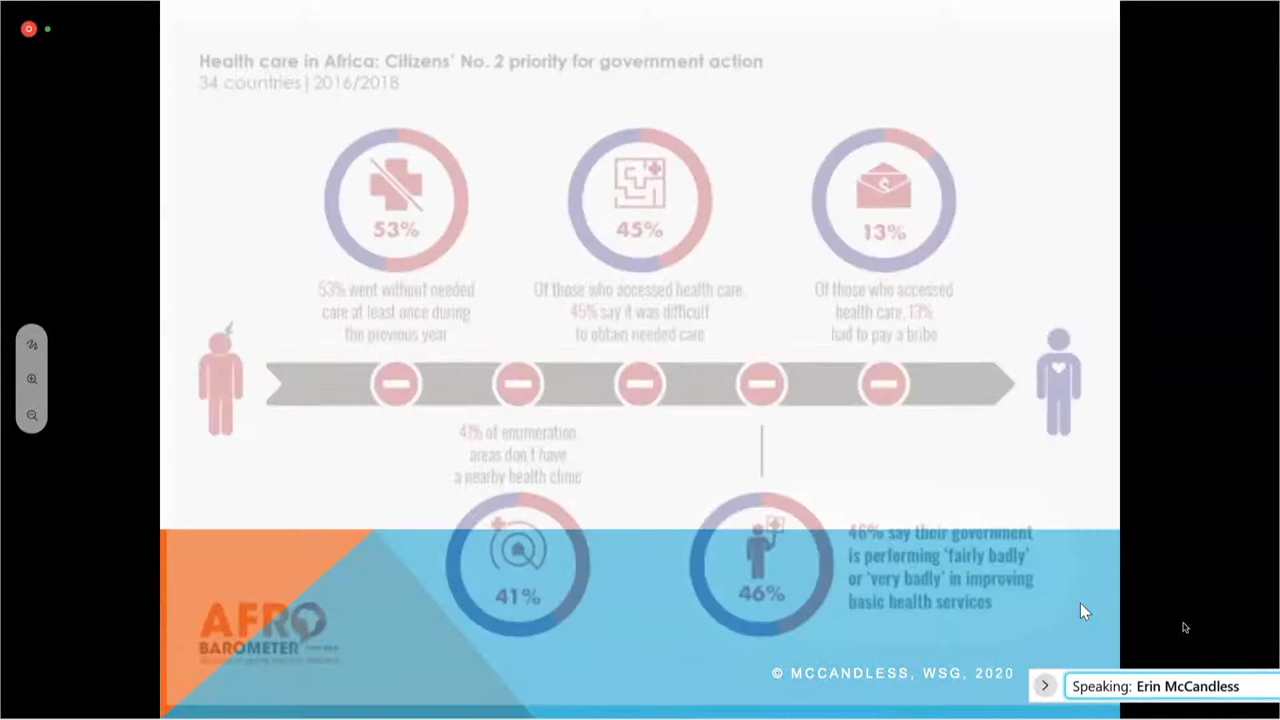 Health care in Africa: Citizens' No. 2 priority for government action
34 countries | 2016/2018
53%
45%
13%
53% went without needed
care at least once during
the previous year
Of those who accessed health care,
45% say it was difficult
to obtain needed care
Of those who accessed
health care, 13%
had to pay a bribe
41% of enumeration
areas don't have
a nearby health clinic
41%
46%
46% say their government
is performing 'fairly badly'
or 'very badly' in improving
basic health services
AFRO
BAROMETER
© MCCANDLESS, WSG, 2020
Speaking: Erin McCandless